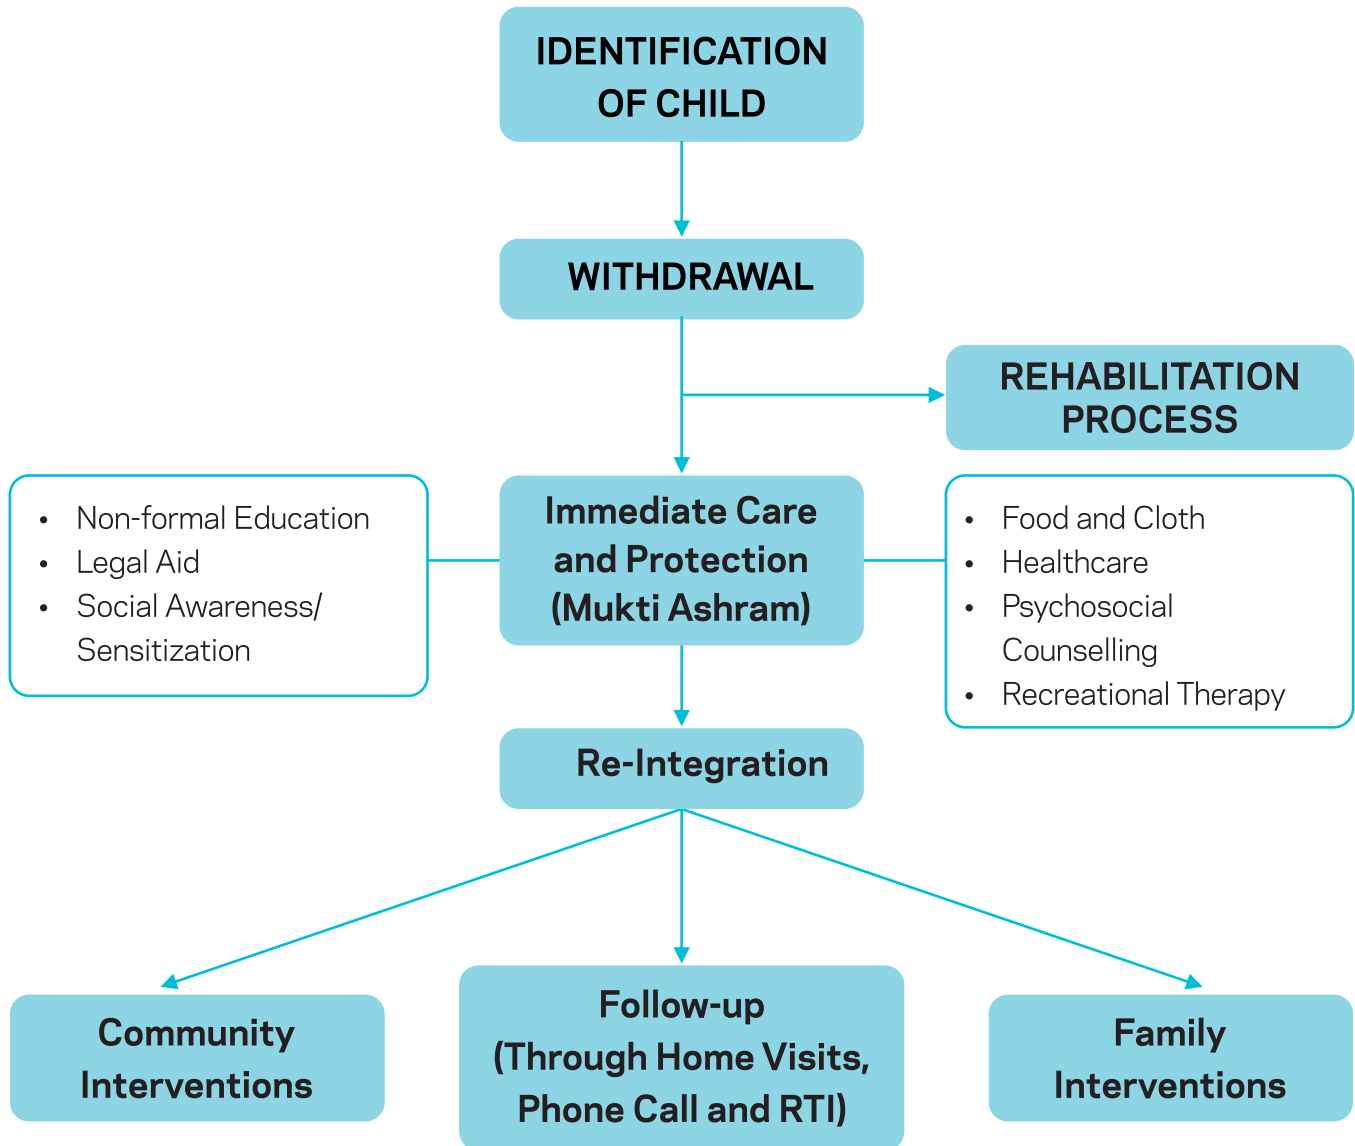 IDENTIFICATION
OF CHILD
WITHDRAWAL
REHABILITATION
PROCESS
• Non-formal Education
• Legal Aid
• Social Awareness/
Sensitization
Immediate Care
and Protection
(Mukti Ashram)
• Food and Cloth
• Healthcare
• Psychosocial
Counselling
• Recreational Therapy
Re-Integration
Community
Interventions
Follow-up
(Through Home Visits,
Phone Call and RTI)
Family
Interventions